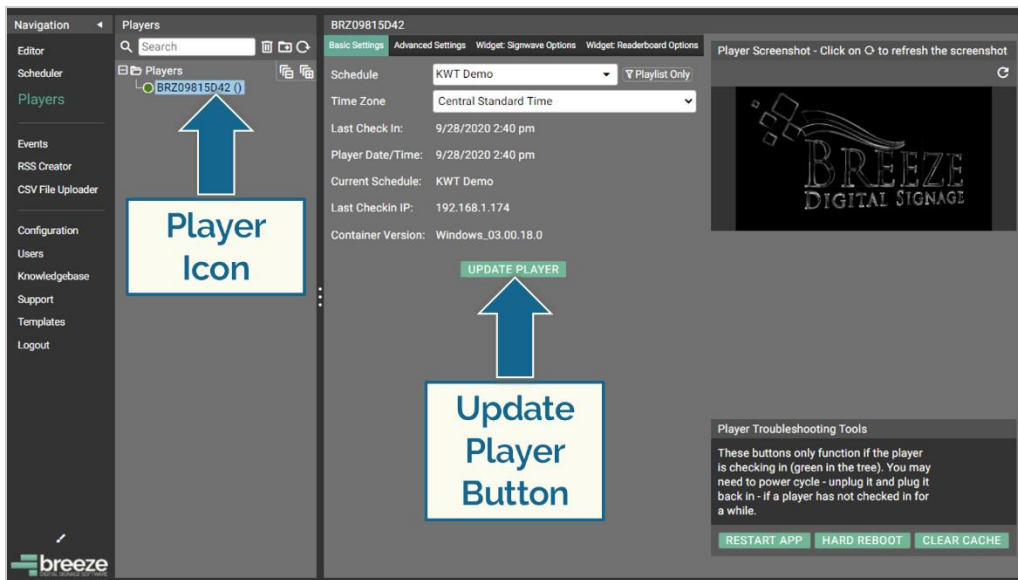 Navigation
Editor
Scheduler
Players
Events
RSS Creator
CSV File Uploader
Configuration
Users
Knowledgebase
Support
Templates
Logout
breeze
DIGITAL SIGNAGE SOFTWARE
Players
Search
Players
BRZ09815D42 ()
Player
Icon
BRZ09815D42
Basic Settings Advanced Settings Widget: Signwave Options Widget: Readerboard Options
Schedule KWT Demo Playlist Only
Time Zone Central Standard Time
Last Check In: 9/28/2020 2:40 pm
Player Date/Time: 9/28/2020 2:40 pm
Current Schedule: KWT Demo
Last Checkin IP: 192.168.1.174
Container Version: Windows_03.00.18.0
UPDATE PLAYER
Update
Player
Button
Player Screenshot - Click on to refresh the screenshot
BREEZE
DIGITAL SIGNAGE
Player Troubleshooting Tools
These buttons only function if the player
is checking in (green in the tree). You may
need to power cycle - unplug it and plug it
back in - if a player has not checked in for
a while.
RESTART APP HARD REBOOT CLEAR CACHE